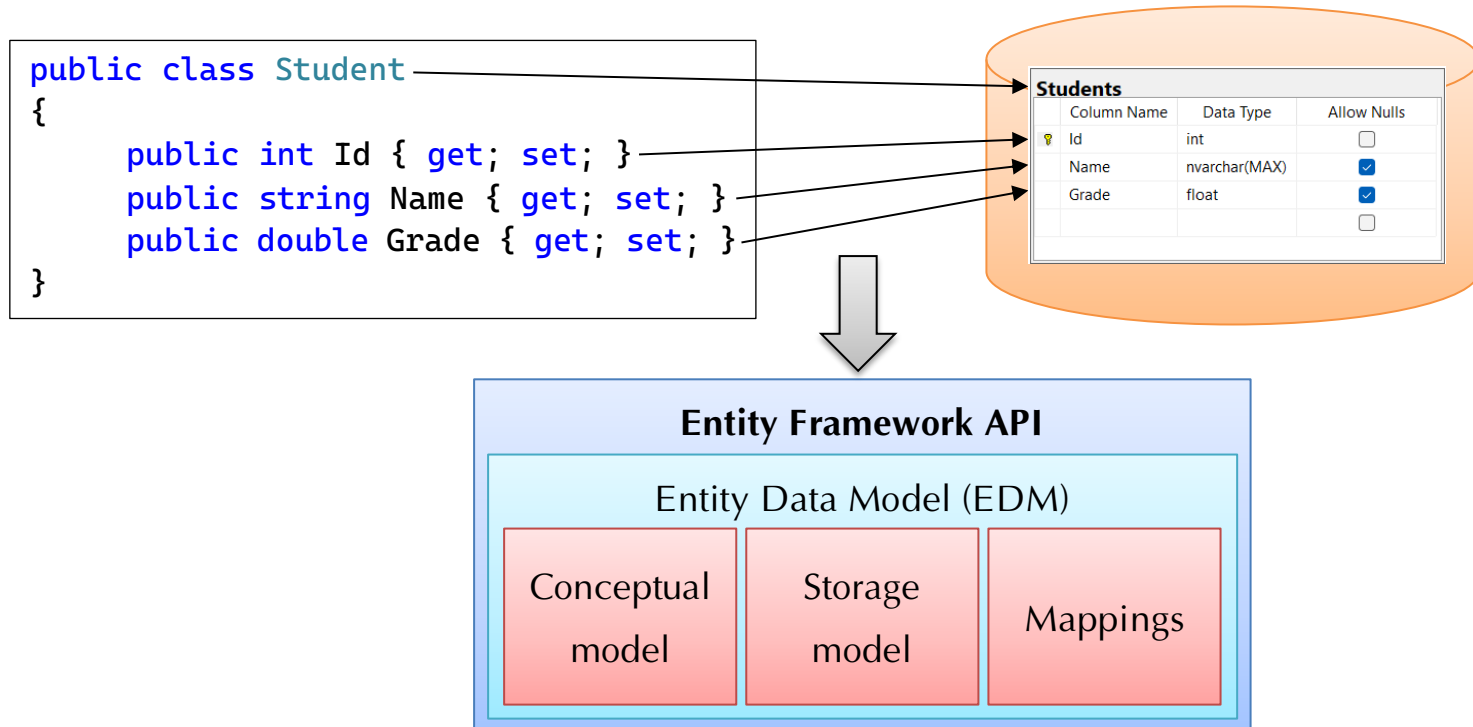 public class Student
{
public int Id { get; set; }
public string Name { get; set; }
public double Grade { get; set; }
}
Students
Column Name Data Type Allow Nulls
Id int
Name nvarchar(MAX)
Grade float
Entity Framework API
Entity Data Model (EDM)
Conceptual
model
Storage
model
Mappings